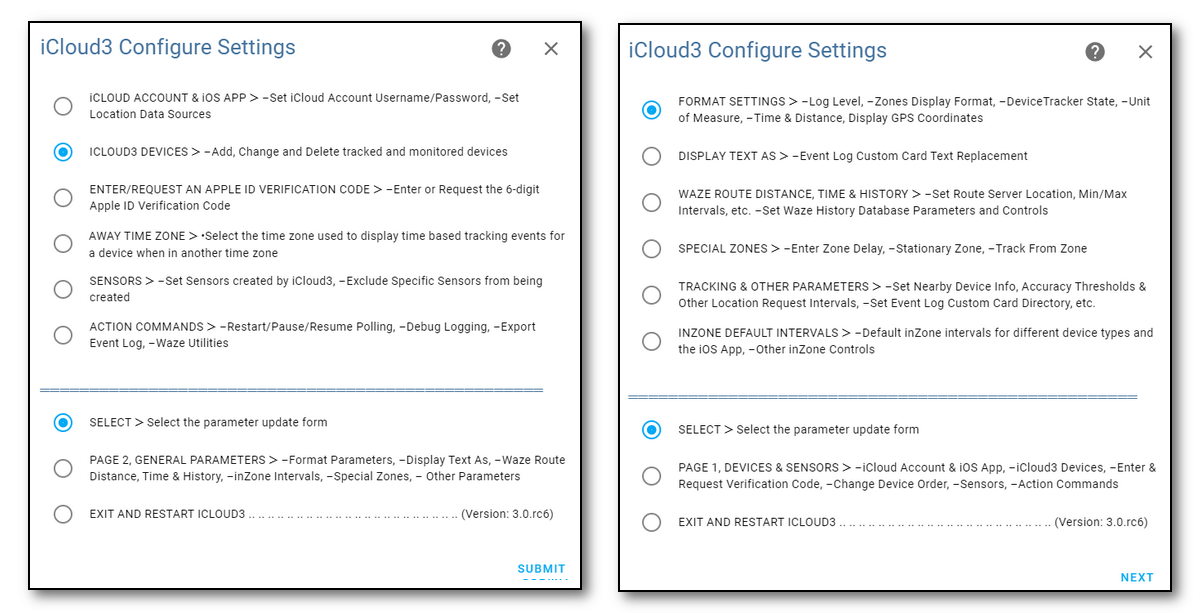 iCloud3 Configure Settings
iCLOUD ACCOUNT & iOS APP > –Set iCloud Account Username/Password, –Set
Location Data Sources
ICLOUD3 DEVICES > –Add, Change and Delete tracked and monitored devices
ENTER/REQUEST AN APPLE ID VERIFICATION CODE > –Enter or Request the 6-digit
Apple ID Verification Code
AWAY TIME ZONE > •Select the time zone used to display time based tracking events for
a device when in another time zone
SENSORS > –Set Sensors created by iCloud3, –Exclude Specific Sensors from being
created
ACTION COMMANDS > –Restart/Pause/Resume Polling, –Debug Logging, –Export
Event Log, –Waze Utilities
SELECT > Select the parameter update form
PAGE 2, GENERAL PARAMETERS > –Format Parameters, –Display Text As, –Waze Route
Distance, Time & History, –inZone Intervals, –Special Zones, – Other Parameters
EXIT AND RESTART ICLOUD3 .. .. .. .. .. .. .. .. .. .. .. .. .. .. .. .. .. .. .. .. .. .. (Version: 3.0.rc6)
SUBMIT
iCloud3 Configure Settings
FORMAT SETTINGS > –Log Level, –Zones Display Format, –DeviceTracker State, –Unit
of Measure, –Time & Distance, Display GPS Coordinates
DISPLAY TEXT AS > –Event Log Custom Card Text Replacement
WAZE ROUTE DISTANCE, TIME & HISTORY > –Set Route Server Location, Min/Max
Intervals, etc. –Set Waze History Database Parameters and Controls
SPECIAL ZONES > –Enter Zone Delay, –Stationary Zone, –Track From Zone
TRACKING & OTHER PARAMETERS > –Set Nearby Device Info, Accuracy Thresholds &
Other Location Request Intervals, –Set Event Log Custom Card Directory, etc.
INZONE DEFAULT INTERVALS > –Default inZone intervals for different device types and
the iOS App, –Other inZone Controls
SELECT > Select the parameter update form
PAGE 1, DEVICES & SENSORS > –iCloud Account & iOS App, –iCloud3 Devices, –Enter &
Request Verification Code, –Change Device Order, –Sensors, –Action Commands
EXIT AND RESTART ICLOUD3 .. .. .. .. .. .. .. .. .. .. .. .. .. .. .. .. .. .. .. .. .. .. (Version: 3.0.rc6)
NEXT